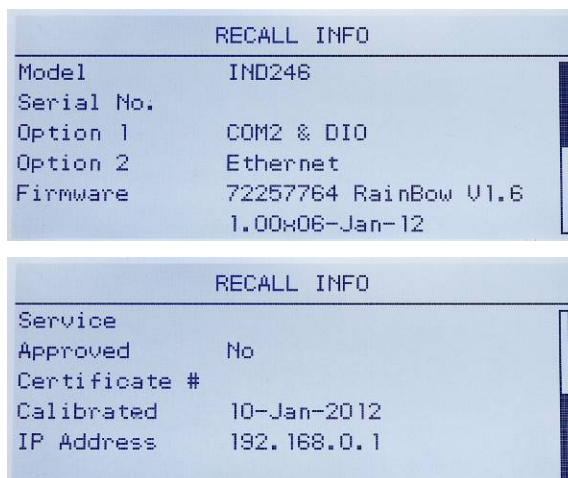 RECALL INFO
Model IND246
Serial No.
Option 1 COM2 & DIO
Option 2 Ethernet
Firmware 72257764 RainBow V1.6
1.00x06-Jan-12
RECALL INFO
Service
Approved No
Certificate #
Calibrated 10-Jan-2012
IP Address 192.168.0.1